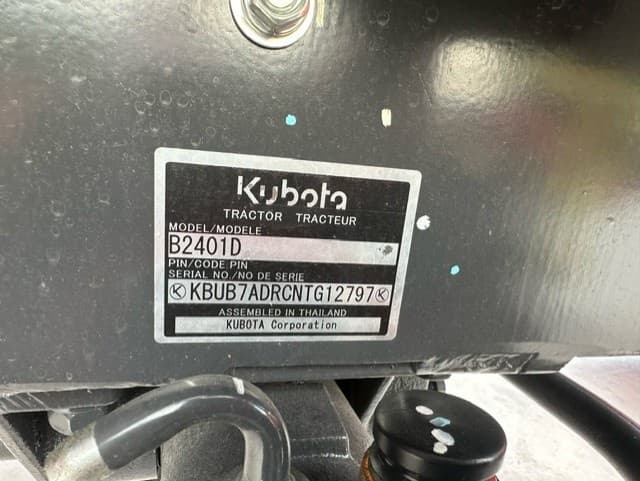 Kubota
TRACTOR TRACTEUR
MODEL/MODELE
B2401D
PIN/CODE PIN
SERIAL NO./NO DE SERIE
KBUB7ADRCNTG12797
ASSEMBLED IN THAILAND
KUBOTA Corporation